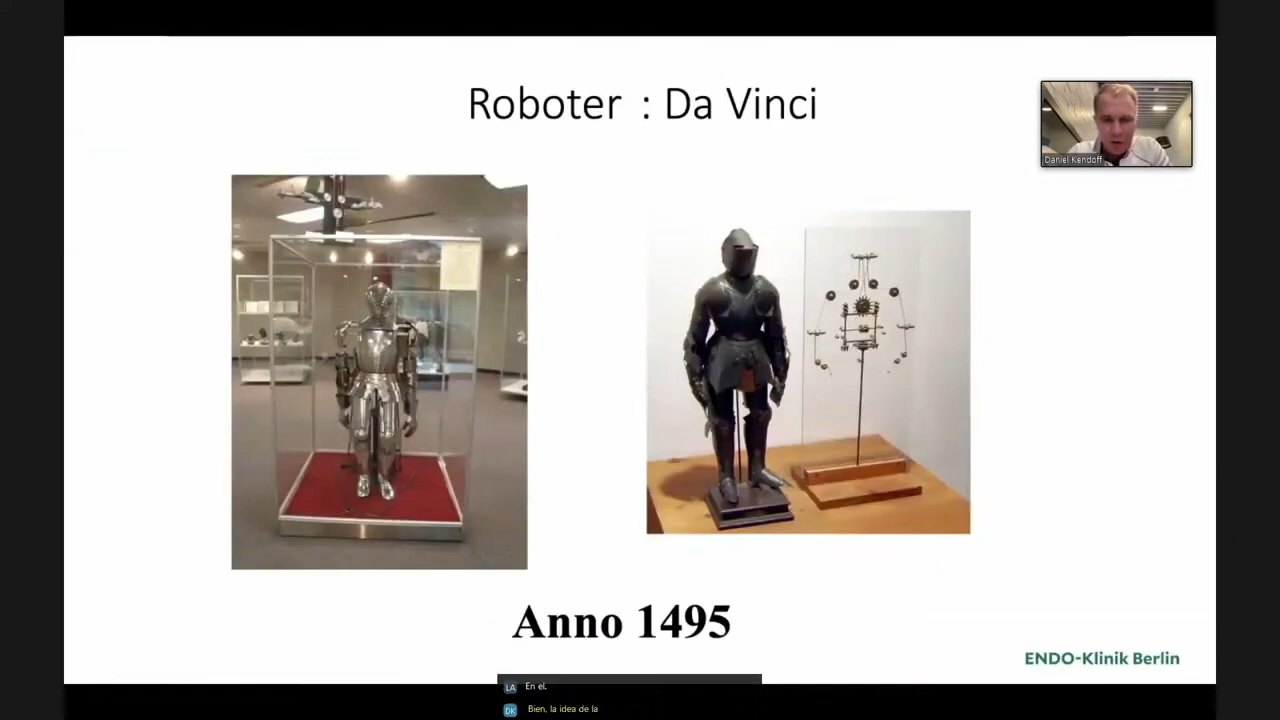 Roboter : Da Vinci
Daniel Kendoff
Anno 1495
ENDO-Klinik Berlin
LA En el.
DK Bien, la idea de la